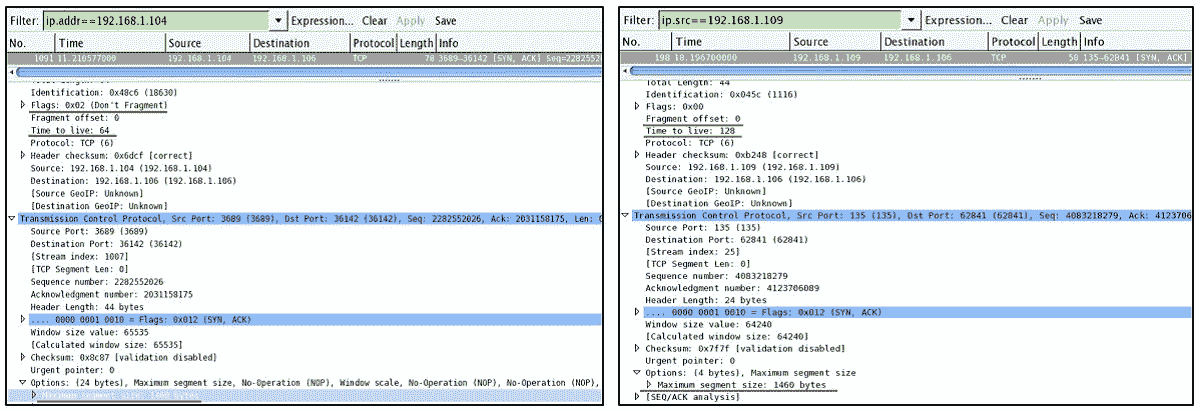 Filter: ip.addr==192.168.1.104 Expression... Clear Apply Save
No. Time Source Destination Protocol Length Info
1091 11.216577000 192.168.1.104 192.168.1.106 TCP 78 3689→36142 [SYN, ACK] Seq=2282552
Identification: 0x48c6 (18630)
Flags: 0x02 (Don't Fragment)
Fragment offset: 0
Time to live: 64
Protocol: TCP (6)
Header checksum: 0x6dcf [correct]
Source: 192.168.1.104 (192.168.1.104)
Destination: 192.168.1.106 (192.168.1.106)
[Source GeoIP: Unknown]
[Destination GeoIP: Unknown]
Transmission Control Protocol, Src Port: 3689 (3689), Dst Port: 36142 (36142), Seq: 2282552026, Ack: 2031158175, Len: 0
Source Port: 3689 (3689)
Destination Port: 36142 (36142)
[Stream index: 1007]
[TCP Segment Len: 0]
Sequence number: 2282552026
Acknowledgment number: 2031158175
Header Length: 44 bytes
.... 0000 0001 0010 = Flags: 0x012 (SYN, ACK)
Window size value: 65535
[Calculated window size: 65535]
Checksum: 0x8c87 [validation disabled]
Urgent pointer: 0
Options: (24 bytes), Maximum segment size, No-Operation (NOP), Window scale, No-Operation (NOP), No-Operation (NOP),
Maximum segment size: 1460 bytes
Filter: ip.src==192.168.1.109 Expression... Clear Apply Save
No. Time Source Destination Protocol Length Info
198 18.196700000 192.168.1.109 192.168.1.106 TCP 58 135→62841 [SYN, ACK]
Total Length: 44
Identification: 0x045c (1116)
Flags: 0x00
Fragment offset: 0
Time to live: 128
Protocol: TCP (6)
Header checksum: 0xb248 [correct]
Source: 192.168.1.109 (192.168.1.109)
Destination: 192.168.1.106 (192.168.1.106)
[Source GeoIP: Unknown]
[Destination GeoIP: Unknown]
Transmission Control Protocol, Src Port: 135 (135), Dst Port: 62841 (62841), Seq: 4083218279, Ack: 4123706
Source Port: 135 (135)
Destination Port: 62841 (62841)
[Stream index: 25]
[TCP Segment Len: 0]
Sequence number: 4083218279
Acknowledgment number: 4123706089
Header Length: 24 bytes
.... 0000 0001 0010 = Flags: 0x012 (SYN, ACK)
Window size value: 64240
[Calculated window size: 64240]
Checksum: 0x7f7f [validation disabled]
Urgent pointer: 0
Options: (4 bytes), Maximum segment size
Maximum segment size: 1460 bytes
[SEQ/ACK analysis]